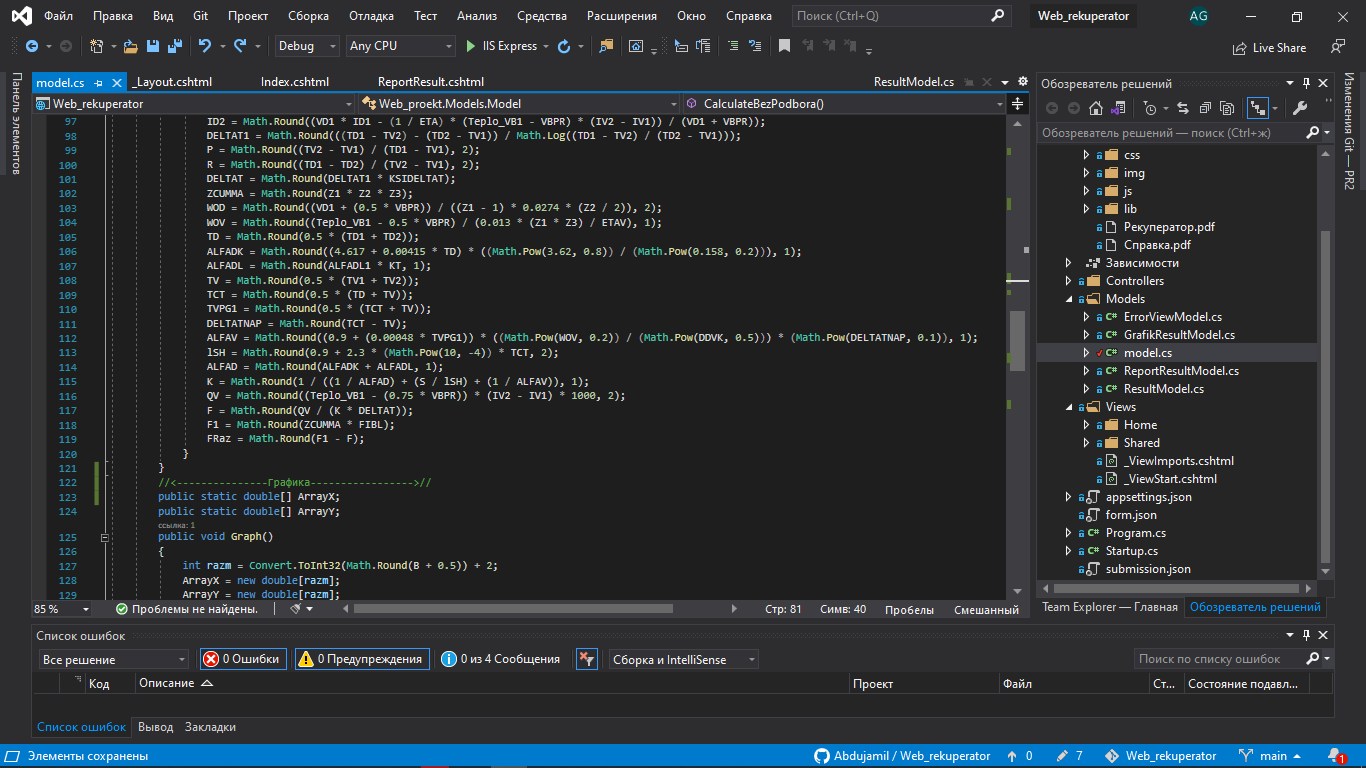 Файл Правка Вид Git Проект Сборка Отладка Тест Анализ Средства Расширения Окно Справка Поиск (Ctrl+Q) Web_rekuperator AG
Debug Any CPU IIS Express Live Share
Панель элементов
model.cs _Layout.cshtml Index.cshtml ReportResult.cshtml ResultModel.cs
Web_rekuperator Web_proekt.Models.Model CalculateBezPodbora()
97 ID2 = Math.Round((VD1 * ID1 - (1 / ETA) * (Teplo_VB1 - VBPR) * (IV2 - IV1)) / (VD1 + VBPR));
98 DELTAT1 = Math.Round(((TD1 - TV2) - (TD2 - TV1)) / Math.Log((TD1 - TV2) / (TD2 - TV1)));
99 P = Math.Round((TV2 - TV1) / (TD1 - TV1), 2);
100 R = Math.Round((TD1 - TD2) / (TV2 - TV1), 2);
101 DELTAT = Math.Round(DELTAT1 * KSIDELTAT);
102 ZCUMMA = Math.Round(Z1 * Z2 * Z3);
103 WOD = Math.Round((VD1 + (0.5 * VBPR)) / ((Z1 - 1) * 0.0274 * (Z2 / 2)), 2);
104 WOV = Math.Round((Teplo_VB1 - 0.5 * VBPR) / (0.013 * (Z1 * Z3) / ETAV), 1);
105 TD = Math.Round(0.5 * (TD1 + TD2));
106 ALFADK = Math.Round((4.617 + 0.00415 * TD) * ((Math.Pow(3.62, 0.8)) / (Math.Pow(0.158, 0.2))), 1);
107 ALFADL = Math.Round(ALFADL1 * KT, 1);
108 TV = Math.Round(0.5 * (TV1 + TV2));
109 TCT = Math.Round(0.5 * (TD + TV));
110 TVPG1 = Math.Round(0.5 * (TCT + TV));
111 DELTATNAP = Math.Round(TCT - TV);
112 ALFAV = Math.Round((0.9 + (0.00048 * TVPG1)) * ((Math.Pow(WOV, 0.2)) / (Math.Pow(DDVK, 0.5))) * (Math.Pow(DELTATNAP, 0.1)), 1);
113 lSH = Math.Round(0.9 + 2.3 * (Math.Pow(10, -4)) * TCT, 2);
114 ALFAD = Math.Round(ALFADK + ALFADL, 1);
115 K = Math.Round(1 / ((1 / ALFAD) + (S / lSH) + (1 / ALFAV)), 1);
116 QV = Math.Round((Teplo_VB1 - (0.75 * VBPR)) * (IV2 - IV1) * 1000, 2);
117 F = Math.Round(QV / (K * DELTAT));
118 F1 = Math.Round(ZCUMMA * FIBL);
119 FRaz = Math.Round(F1 - F);
120 }
121 }
122 //<---------------Графика----------------->//
123 public static double[] ArrayX;
124 public static double[] ArrayY;
ссылка: 1
125 public void Graph()
126 {
127 int razm = Convert.ToInt32(Math.Round(B + 0.5)) + 2;
128 ArrayX = new double[razm];
129 ArrayY = new double[razm];
85 % Проблемы не найдены. Стр: 81 Симв: 40 Пробелы Смешанный
Обозреватель решений
Обозреватель решений — поиск (Ctrl+ж)
css
img
js
lib
Рекуператор.pdf
Справка.pdf
Зависимости
Controllers
Models
ErrorViewModel.cs
GrafikResultModel.cs
model.cs
ReportResultModel.cs
ResultModel.cs
Views
Home
Shared
_ViewImports.cshtml
_ViewStart.cshtml
appsettings.json
form.json
Program.cs
Startup.cs
submission.json
Team Explorer — Главная Обозреватель решений
Изменения Git — PR2
Список ошибок
Все решение 0 Ошибки 0 Предупреждения 0 из 4 Сообщения Сборка и IntelliSense Поиск по списку ошибок
Код Описание Проект Файл Ст... Состояние подавл...
Список ошибок Вывод Закладки
Элементы сохранены Abdujamil / Web_rekuperator 0 7 Web_rekuperator main 1